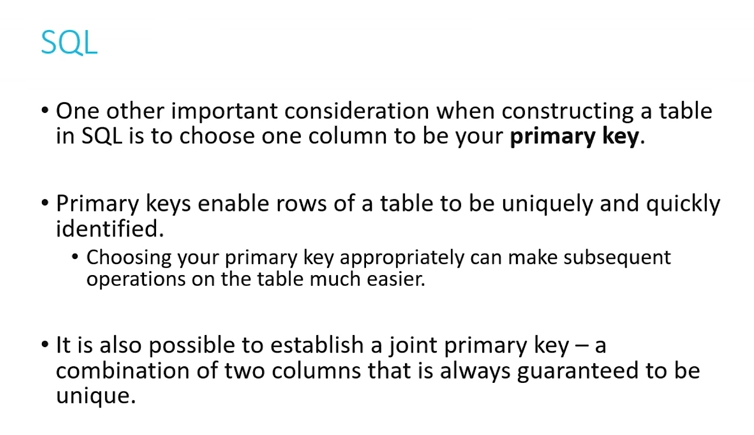 SQL
• One other important consideration when constructing a table
in SQL is to choose one column to be your primary key.
• Primary keys enable rows of a table to be uniquely and quickly
identified.
• Choosing your primary key appropriately can make subsequent
operations on the table much easier.
• It is also possible to establish a joint primary key – a
combination of two columns that is always guaranteed to be
unique.